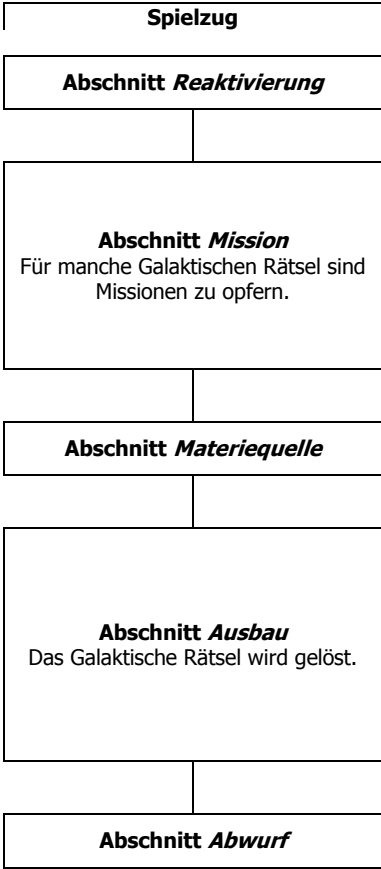 Spielzug
Abschnitt Reaktivierung
Abschnitt Mission
Für manche Galaktischen Rätsel sind
Missionen zu opfern.
Abschnitt Materiequelle
Abschnitt Ausbau
Das Galaktische Rätsel wird gelöst.
Abschnitt Abwurf